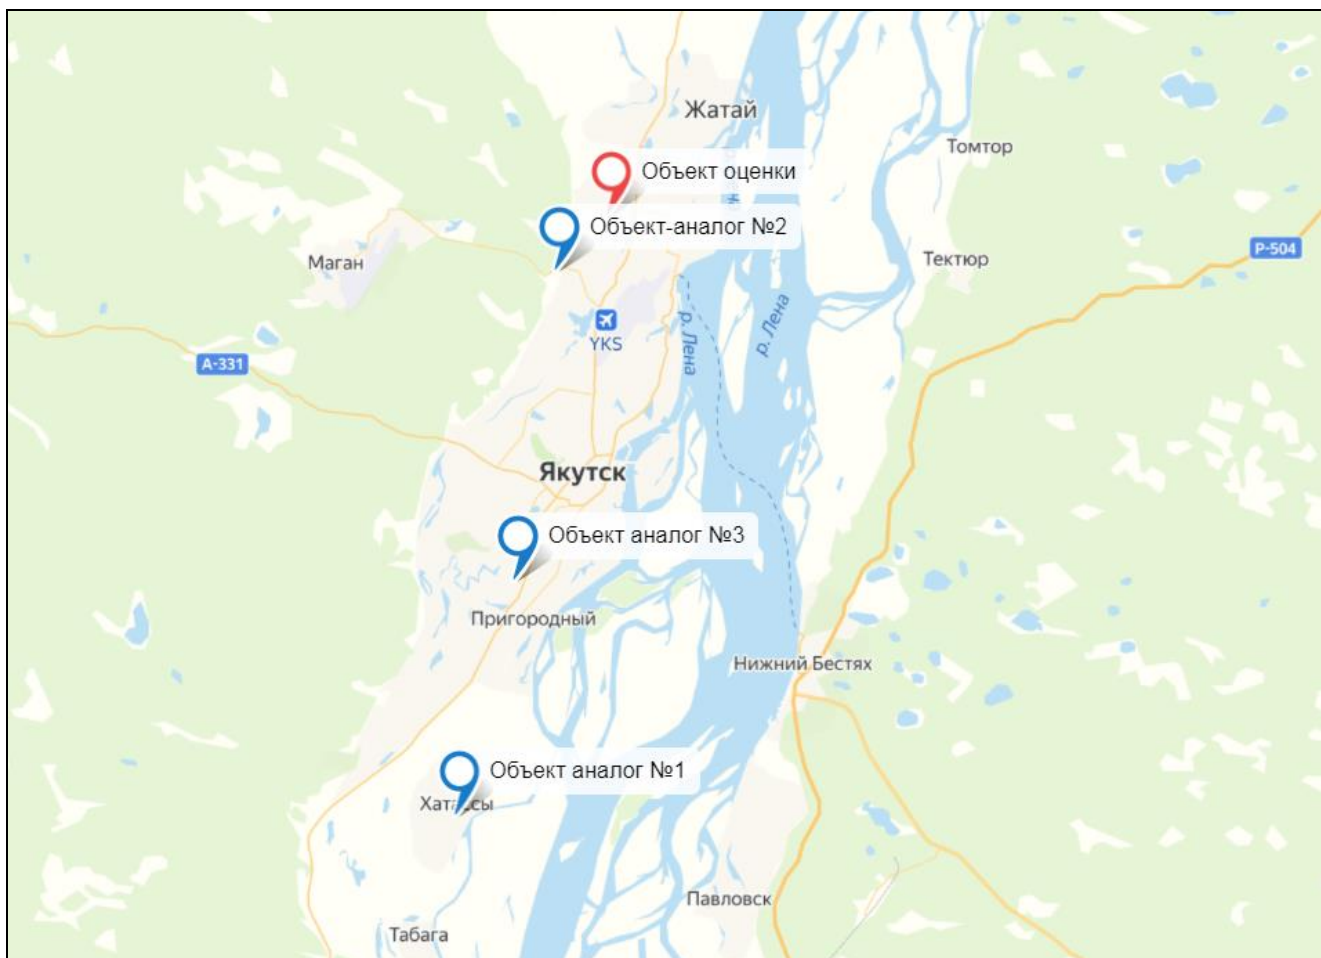 Жатай
Томтор
Объект оценки
Объект-аналог №2
Маган
Тектюр
Р-504
YKS
р. Лена
р. Лена
А-331
Якутск
Объект аналог №3
Пригородный
Нижний Бестях
Объект аналог №1
Хатассы
Павловск
Табага